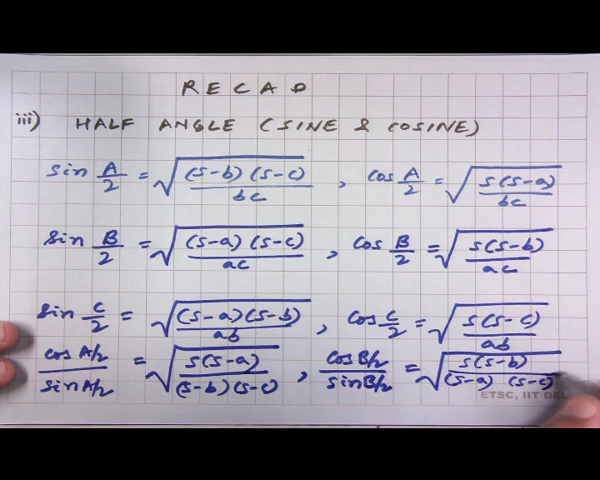 RECAP
iii) HALF ANGLE (SINE & COSINE)
sin A/2 = √((s-b)(s-c)/bc) , cos A/2 = √(s(s-a)/bc)
sin B/2 = √((s-a)(s-c)/ac) , cos B/2 = √(s(s-b)/ac)
sin C/2 = √((s-a)(s-b)/ab) , cos C/2 = √(s(s-c)/ab)
cos A/2 / sin A/2 = √(s(s-a)/(s-b)(s-c)) , cos B/2 / sin B/2 = √(s(s-b)/(s-a)(s-c))
ETSC, IIT DEL